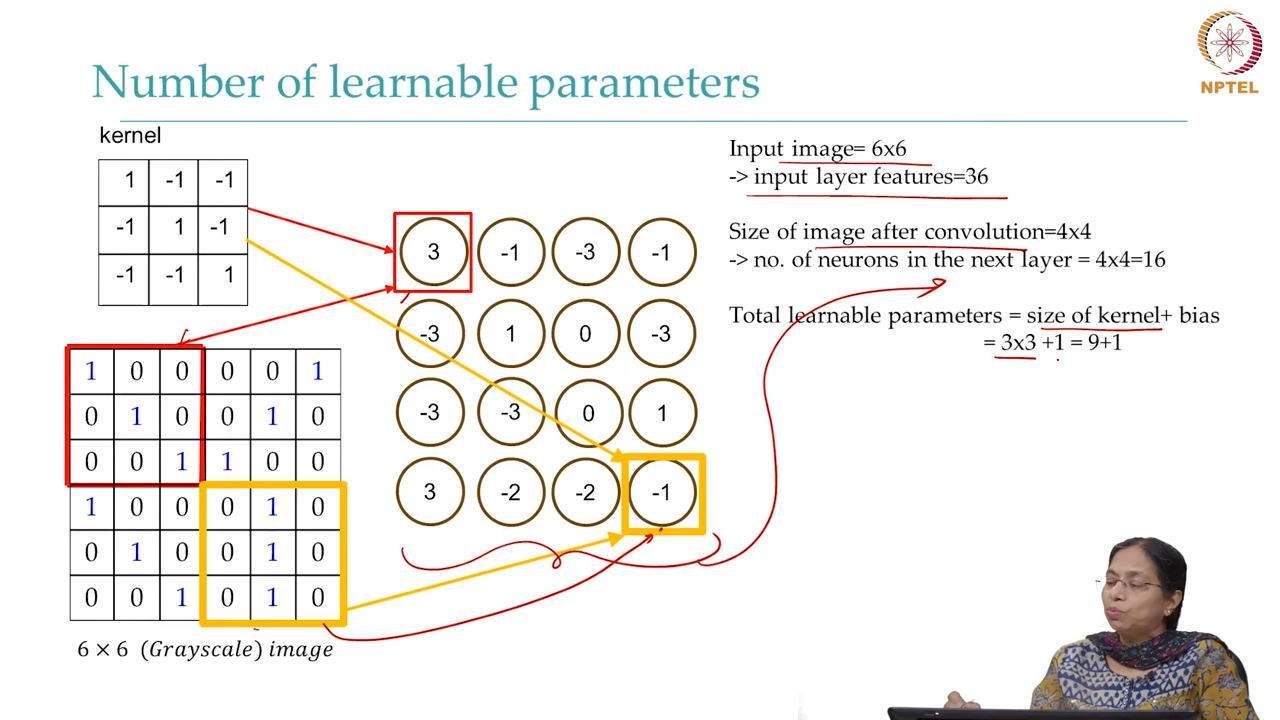 Number of learnable parameters
NPTEL
kernel
1 -1 -1
-1 1 -1
-1 -1 1
1 0 0 0 0 1
0 1 0 0 1 0
0 0 1 1 0 0
1 0 0 0 1 0
0 1 0 0 1 0
0 0 1 0 1 0
6 × 6 (Grayscale) image
3 -1 -3 -1
-3 1 0 -3
-3 -3 0 1
3 -2 -2 -1
Input image= 6x6
-> input layer features=36
Size of image after convolution=4x4
-> no. of neurons in the next layer = 4x4=16
Total learnable parameters = size of kernel+ bias
= 3x3 +1 = 9+1